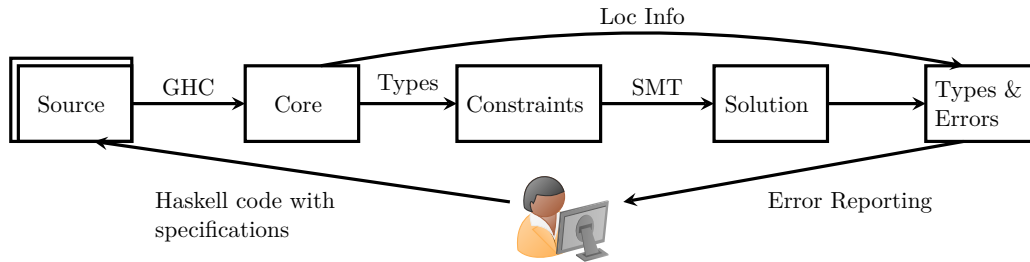 Loc Info
Source
GHC
Core
Types
Constraints
SMT
Solution
Types &
Errors
Haskell code with
specifications
Error Reporting